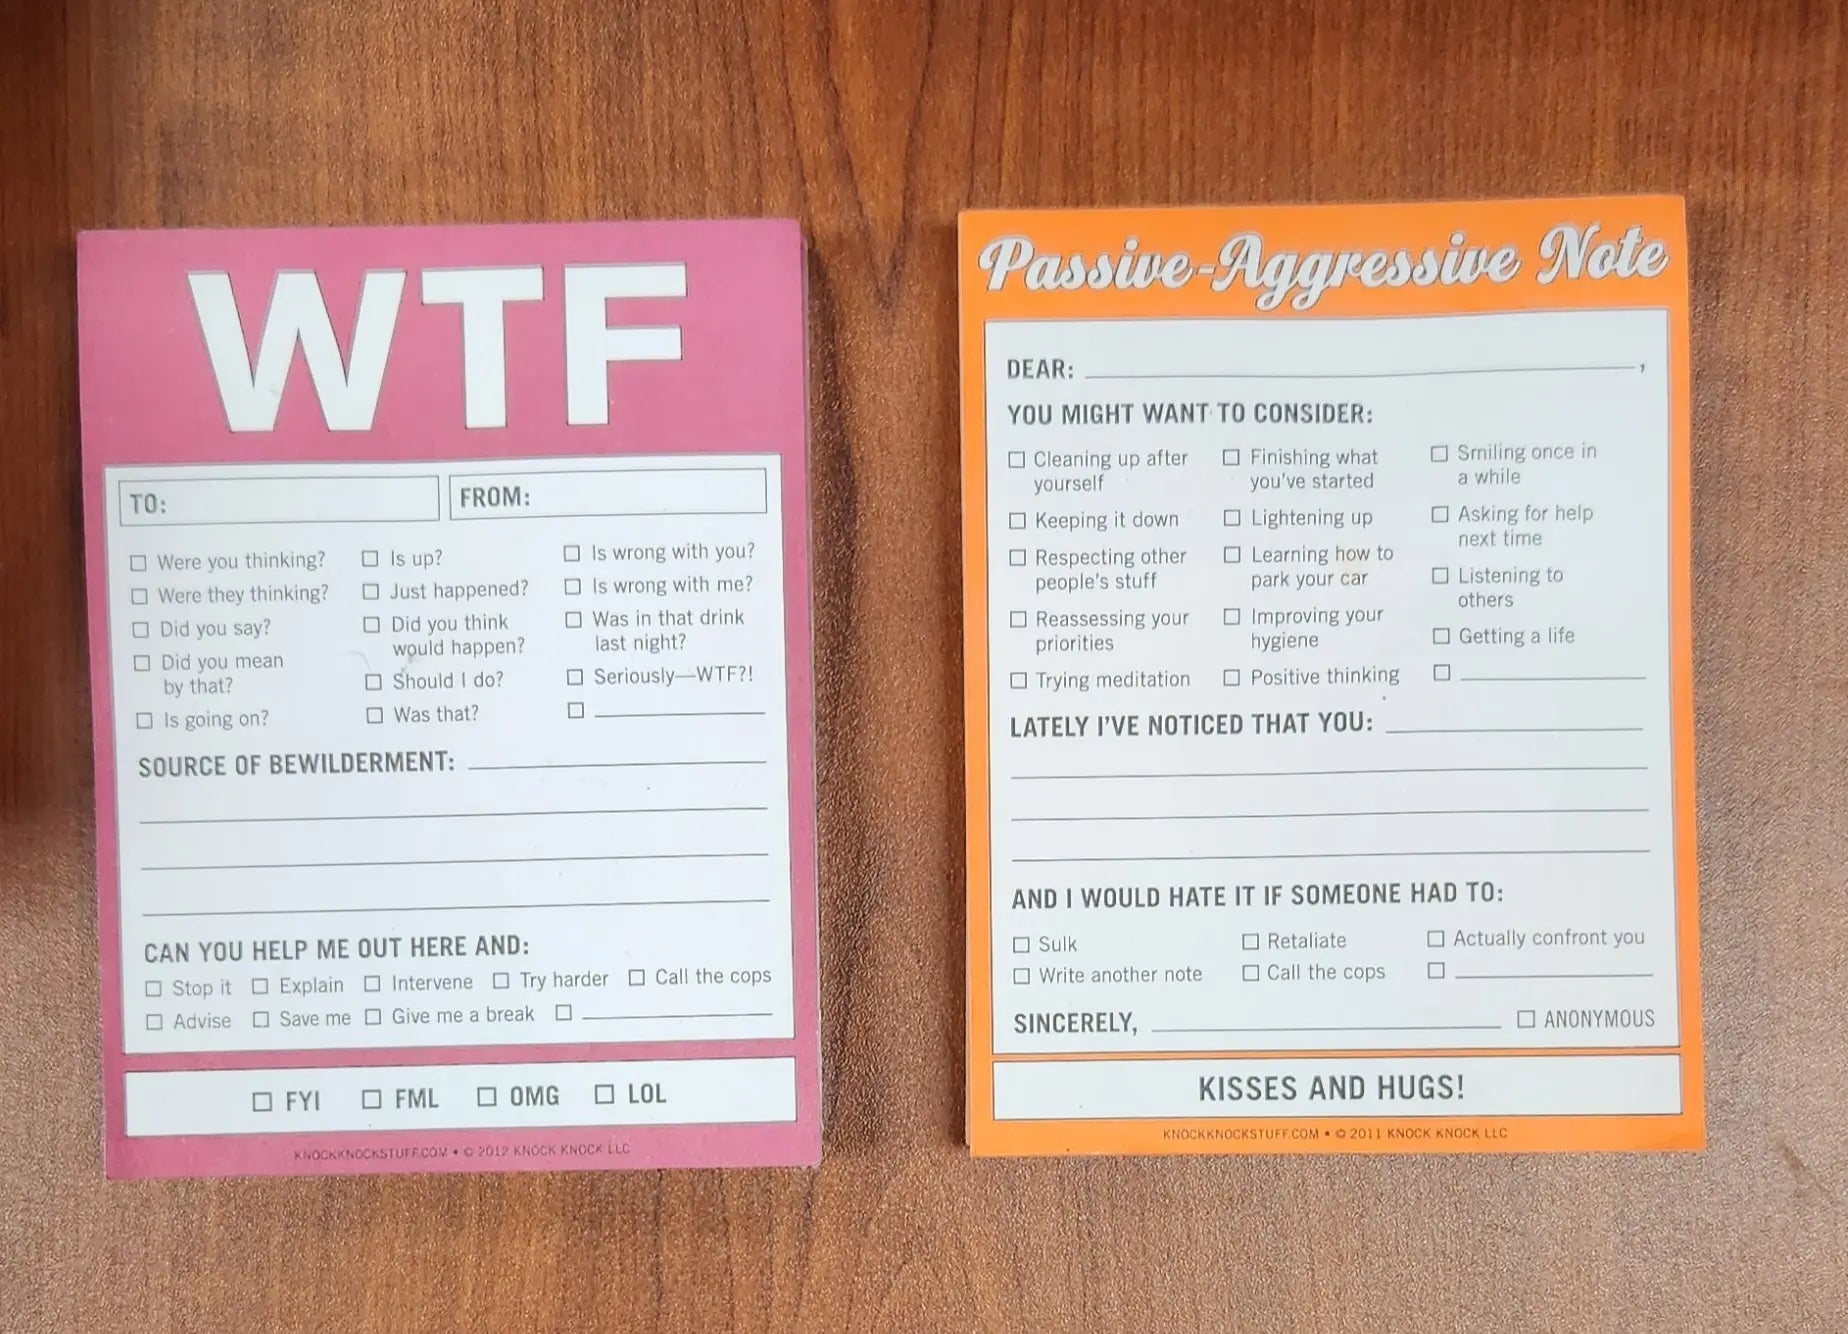 WTF
TO:
FROM:
Were you thinking?
Were they thinking?
Did you say?
Did you mean
by that?
Is going on?
Is up?
Just happened?
Did you think
would happen?
Should I do?
Was that?
Is wrong with you?
Is wrong with me?
Was in that drink
last night?
Seriously—WTF?!
SOURCE OF BEWILDERMENT:
CAN YOU HELP ME OUT HERE AND:
Stop it Explain Intervene Try harder Call the cops
Advise Save me Give me a break
FYI FML OMG LOL
KNOCKKNOCKSTUFF.COM • © 2012 KNOCK KNOCK LLC
Passive-Aggressive Note
DEAR: ,
YOU MIGHT WANT TO CONSIDER:
Cleaning up after
yourself
Keeping it down
Respecting other
people's stuff
Reassessing your
priorities
Trying meditation
Finishing what
you've started
Lightening up
Learning how to
park your car
Improving your
hygiene
Positive thinking
Smiling once in
a while
Asking for help
next time
Listening to
others
Getting a life
LATELY I'VE NOTICED THAT YOU:
AND I WOULD HATE IT IF SOMEONE HAD TO:
Sulk Retaliate Actually confront you
Write another note Call the cops
SINCERELY, ANONYMOUS
KISSES AND HUGS!
KNOCKKNOCKSTUFF.COM • © 2011 KNOCK KNOCK LLC